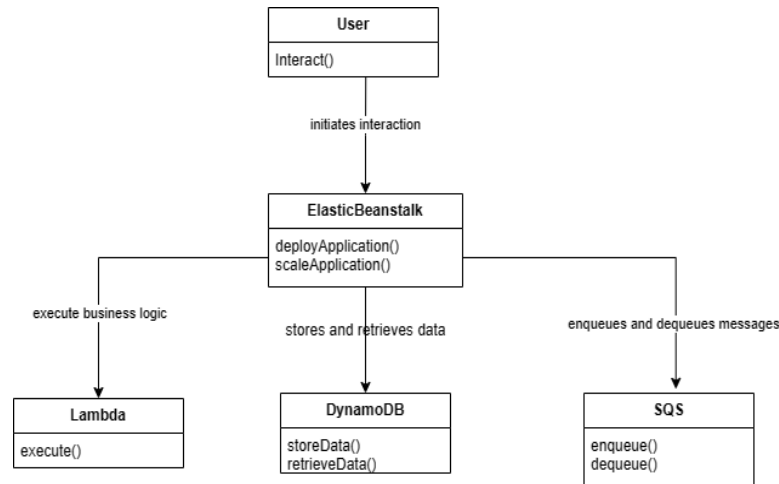 User
Interact()
initiates interaction
ElasticBeanstalk
deployApplication()
scaleApplication()
execute business logic
stores and retrieves data
enqueues and dequeues messages
Lambda
execute()
DynamoDB
storeData()
retrieveData()
SQS
enqueue()
dequeue()